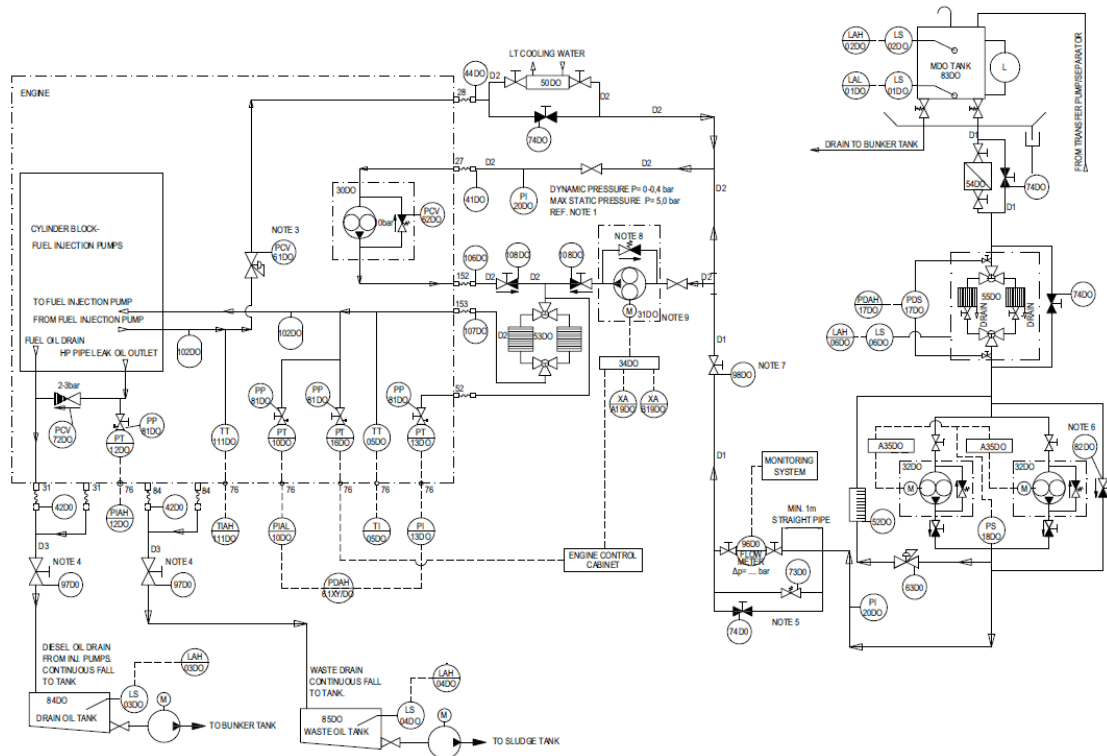 ENGINE
CYLINDER BLOCK-
FUEL INJECTION PUMPS
TO FUEL INJECTION PUMP
FROM FUEL INJECTION PUMP
FUEL OIL DRAIN
HP PIPE LEAK OIL OUTLET
2-3bar
PCV
72DO
PP
81DO
PT
12DO
102DO
NOTE 3
PCV
61DO
30DO
0bar
PCV
62DO
102DO
TT
111DO
PP
81DO
PT
10DO
PP
81DO
PT
16DO
TT
05DO
PP
81DO
PT
13DO
31
31
42DO
76
PIAH
12DO
84
84
42DO
76
TIAH
111DO
76
PIAL
10DO
76
TI
05DO
76
PI
13DO
PDAH
61XY/DO
ENGINE CONTROL
CABINET
D3
NOTE 4
97D0
D3
NOTE 4
97D0
DIESEL OIL DRAIN
FROM INJ. PUMPS.
CONTINUOUS FALL
TO TANK
84DO
DRAIN OIL TANK
LS
03DO
LAH
03DO
M
TO BUNKER TANK
WASTE DRAIN
CONTINUOUS FALL
TO TANK.
85DO
WASTE OIL TANK
LS
04DO
LAH
04DO
M
TO SLUDGE TANK
28
44DO
D2
LT COOLING WATER
50DO
D2
74DO
D2
27
D2
41DO
PI
20DO
D2
DYNAMIC PRESSURE P= 0-0,4 bar
MAX STATIC PRESSURE P= 5,0 bar
REF. NOTE 1
D2
152
106DO
D2
108DO
D2
108DO
NOTE 8
M
31DO
NOTE 9
D2
153
107DO
D2
53DO
52
34DO
XA
A19DO
XA
B19DO
D1
NOTE 7
98DO
D1
MONITORING
SYSTEM
MIN. 1m
STRAIGHT PIPE
96D0
FLOW
METER
Δp= .... bar
73D0
74D0
NOTE 5
PI
20DO
LAH
02DO
LS
02DO
LAL
01DO
LS
01DO
MDO TANK
83DO
L
FROM TRANSFER PUMP/SEPARATOR
DRAIN TO BUNKER TANK
D1
54DO
D1
74DO
74DO
PDAH
17DO
PDS
17DO
LAH
06DO
LS
06DO
55DO
DRAIN
DRAIN
74DO
NOTE 6
82DO
A35DO
A35DO
32DO
M
32DO
M
52DO
PS
18DO
63D0